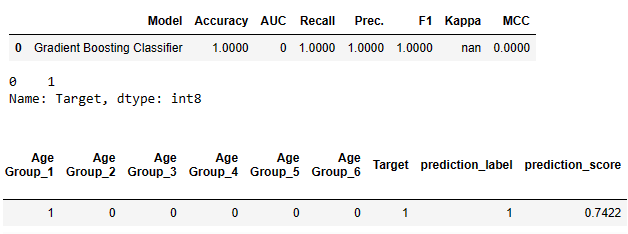 Model Accuracy AUC Recall Prec. F1 Kappa MCC
0 Gradient Boosting Classifier 1.0000 0 1.0000 1.0000 1.0000 nan 0.0000
0 1
Name: Target, dtype: int8
Age Group_1 Age Group_2 Age Group_3 Age Group_4 Age Group_5 Age Group_6 Target prediction_label prediction_score
1 0 0 0 0 0 1 1 0.7422